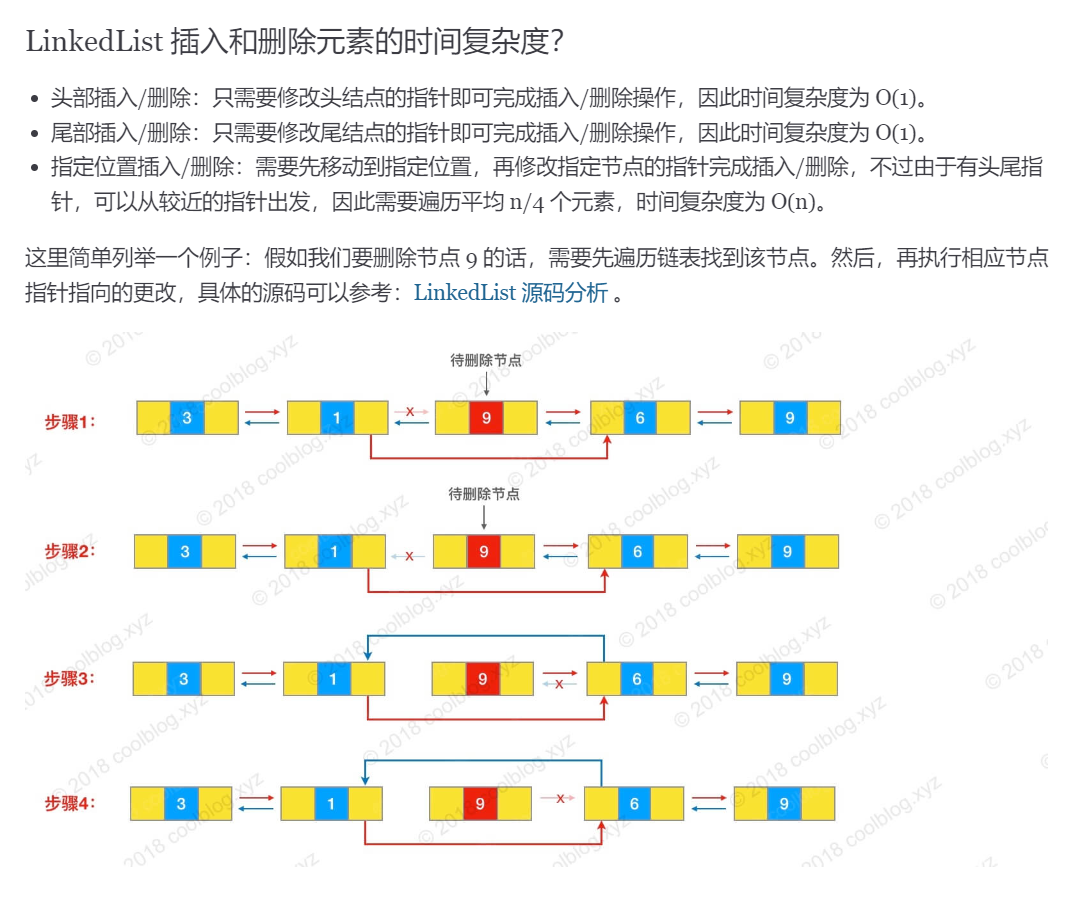 LinkedList 插入和删除元素的时间复杂度？
• 头部插入/删除：只需要修改头结点的指针即可完成插入/删除操作，因此时间复杂度为 O(1)。
• 尾部插入/删除：只需要修改尾结点的指针即可完成插入/删除操作，因此时间复杂度为 O(1)。
• 指定位置插入/删除：需要先移动到指定位置，再修改指定节点的指针完成插入/删除，不过由于有头尾指
针，可以从较近的指针出发，因此需要遍历平均 n/4 个元素，时间复杂度为 O(n)。
这里简单列举一个例子：假如我们要删除节点 9 的话，需要先遍历链表找到该节点。然后，再执行相应节点
指针指向的更改，具体的源码可以参考：LinkedList 源码分析 。
待删除节点
步骤1： 3 1 x 9 6 9
待删除节点
步骤2： 3 1 x 9 6 9
步骤3： 3 1 9 x 6 9
步骤4： 3 1 9 x 6 9
© 2018 coolblog.xyz